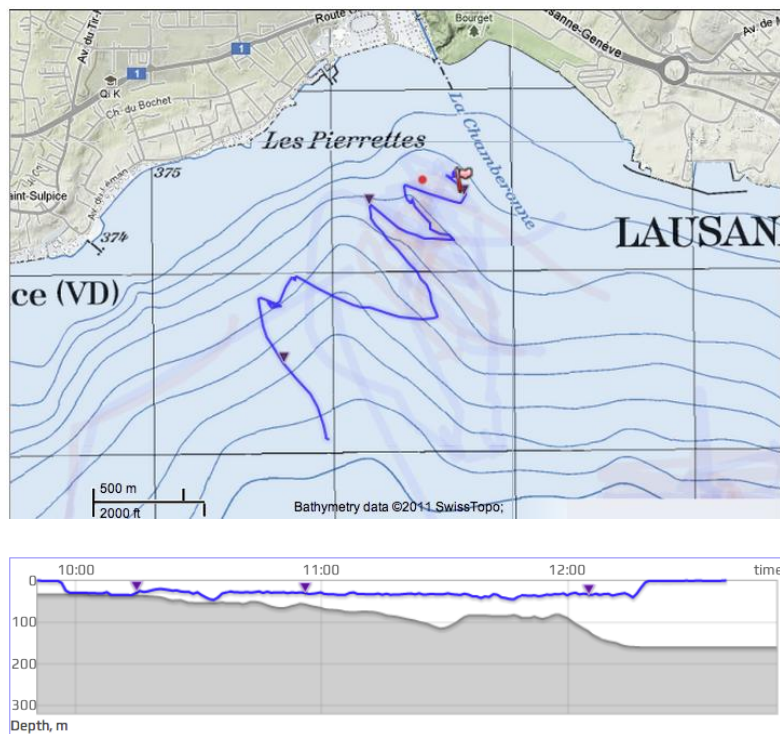 Route C
Bourget
sanne-Genève
Av. de M
Av. du Tir-F
1
1
Qi K
Ch. du Bochet
La Chamberonne
Les Pierrettes
375
aint-Sulpice
Av. du Léman
374
LAUSAN
ce (VD)
500 m
2000 ft
Bathymetry data ©2011 SwissTopo;
10:00 11:00 12:00 time
0
100
200
300
Depth, m